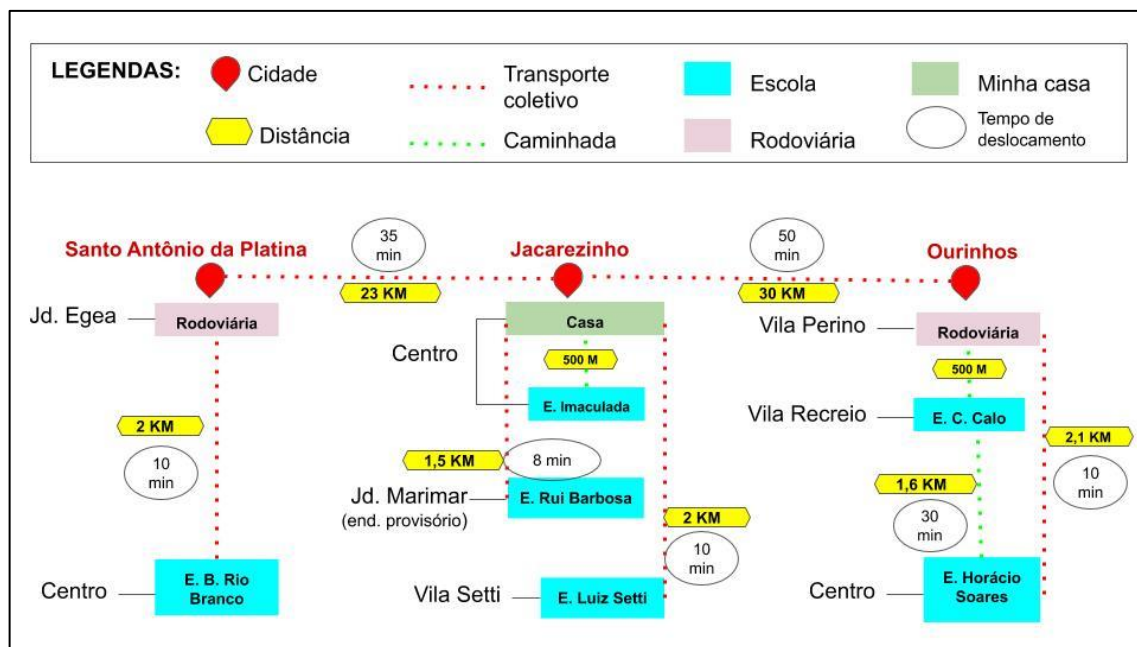 LEGENDAS:
Cidade
Transporte
coletivo
Escola
Minha casa
Distância
Caminhada
Rodoviária
Tempo de
deslocamento
35
min
50
min
Santo Antônio da Platina
Jacarezinho
Ourinhos
23 KM
30 KM
Jd. Egea
Rodoviária
Casa
Vila Perino
Rodoviária
Centro
500 M
500 M
E. Imaculada
Vila Recreio
E. C. Calo
2 KM
10
min
1,5 KM
8 min
2,1 KM
10
min
Jd. Marimar
(end. provisório)
E. Rui Barbosa
1,6 KM
30
min
2 KM
10
min
Centro
E. B. Rio
Branco
Vila Setti
E. Luiz Setti
Centro
E. Horácio
Soares